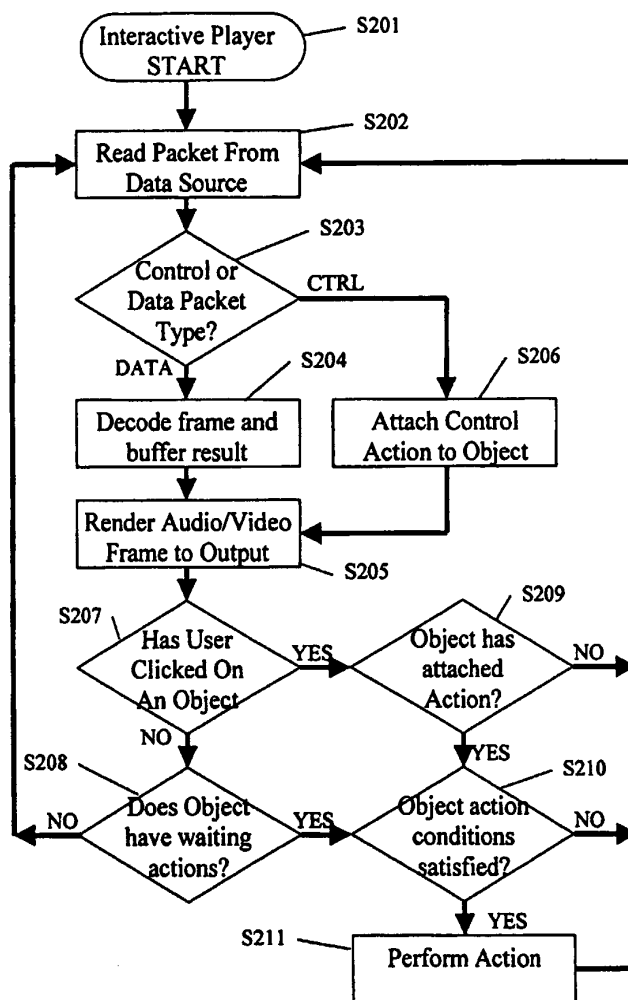 Interactive Player
START
S201
S202
Read Packet From
Data Source
S203
Control or
Data Packet
Type?
CTRL
DATA
S204
S206
Decode frame and
buffer result
Attach Control
Action to Object
Render Audio/Video
Frame to Output
S205
S207
Has User
Clicked On
An Object
YES
NO
S209
Object has
attached
Action?
NO
YES
S208
Does Object
have waiting
actions?
NO
YES
S210
Object action
conditions
satisfied?
NO
YES
S211
Perform Action